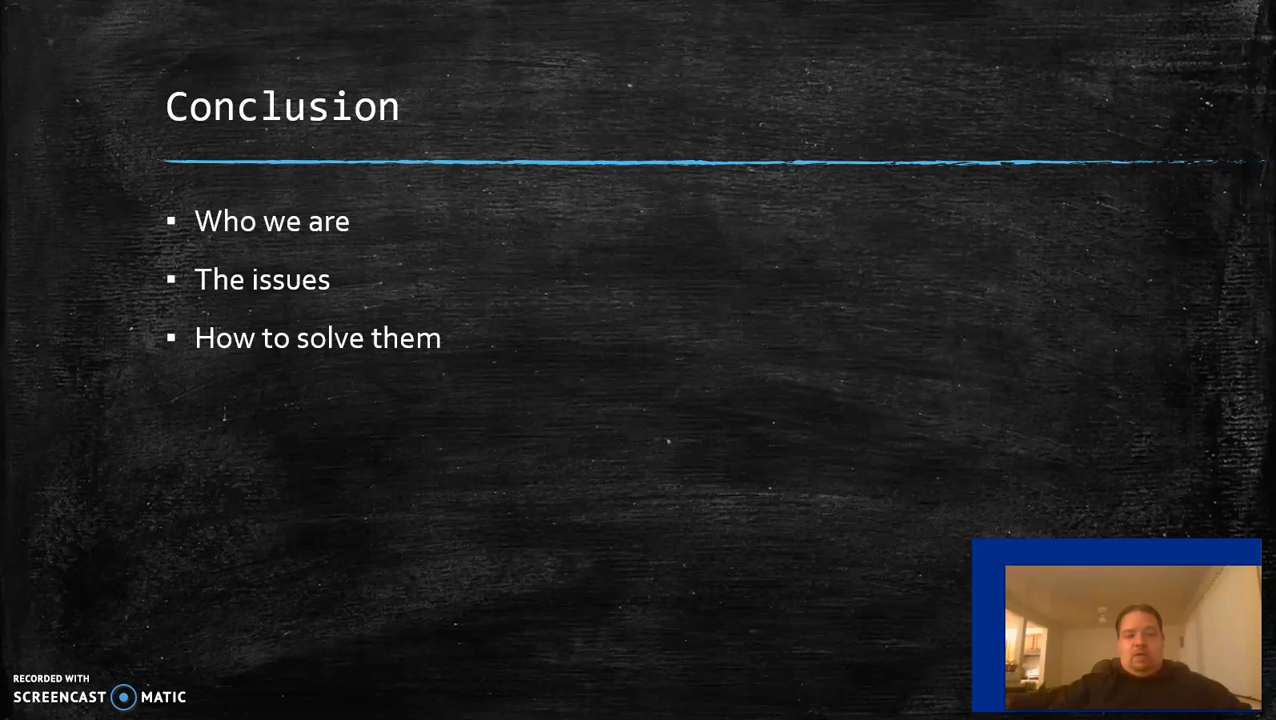 Conclusion
▪ Who we are
▪ The issues
▪ How to solve them
RECORDED WITH
SCREENCAST MATIC